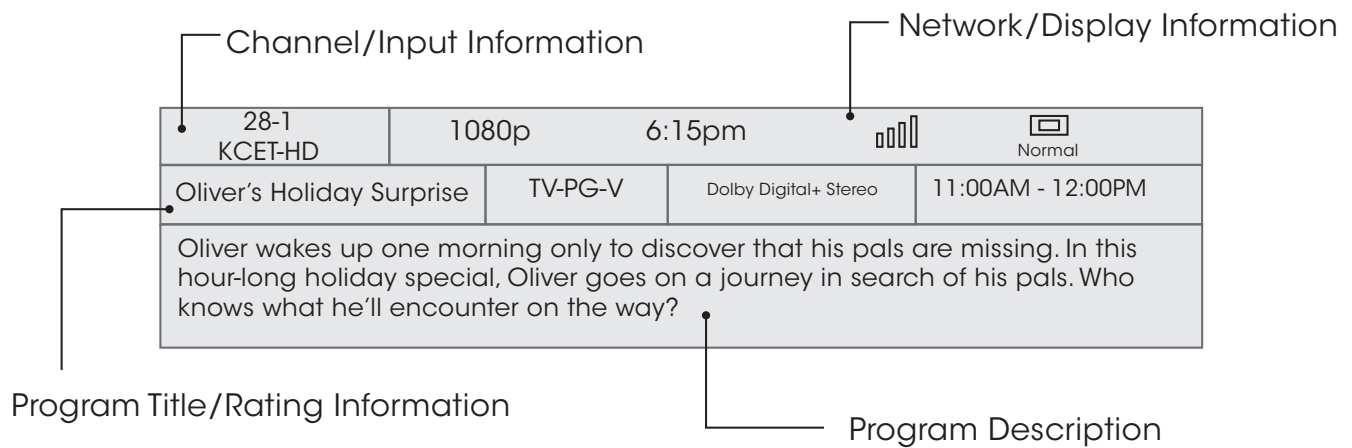 Channel/Input Information
Network/Display Information
28-1
KCET-HD
1080p
6:15pm
Normal
Oliver's Holiday Surprise
TV-PG-V
Dolby Digital+ Stereo
11:00AM - 12:00PM
Oliver wakes up one morning only to discover that his pals are missing. In this
hour-long holiday special, Oliver goes on a journey in search of his pals. Who
knows what he'll encounter on the way?
Program Title/Rating Information
Program Description